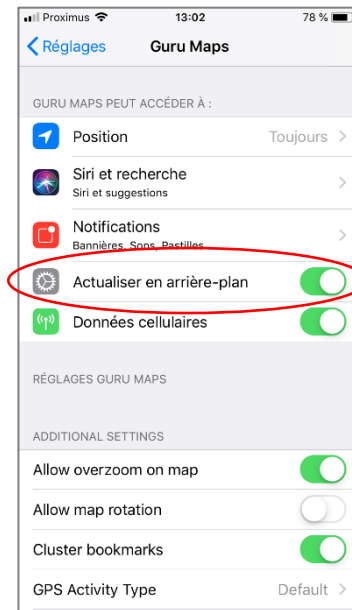 Proximus 13:02 78 %
Réglages Guru Maps
GURU MAPS PEUT ACCÉDER À :
Position Toujours
Siri et recherche
Siri et suggestions
Notifications
Bannières, Sons, Pastilles
Actualiser en arrière-plan
Données cellulaires
RÉGLAGES GURU MAPS
ADDITIONAL SETTINGS
Allow overzoom on map
Allow map rotation
Cluster bookmarks
GPS Activity Type Default